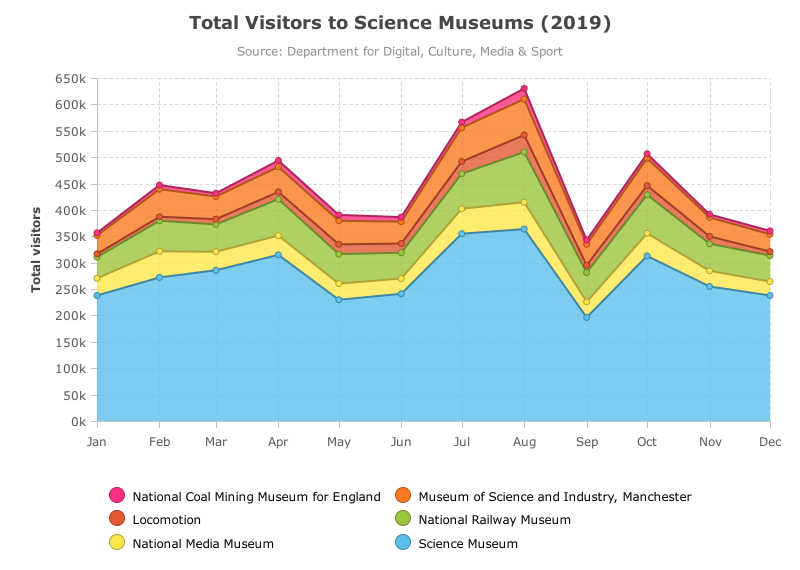 Total Visitors to Science Museums (2019)
Source: Department for Digital, Culture, Media & Sport
Total visitors
650k
600k
550k
500k
450k
400k
350k
300k
250k
200k
150k
100k
50k
0k
Jan Feb Mar Apr May Jun Jul Aug Sep Oct Nov Dec
National Coal Mining Museum for England Museum of Science and Industry, Manchester
Locomotion National Railway Museum
National Media Museum Science Museum